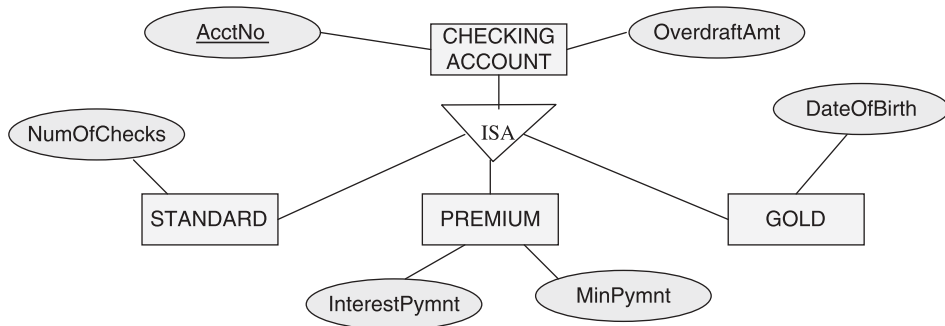 AcctNo
CHECKING
ACCOUNT
OverdraftAmt
NumOfChecks
ISA
DateOfBirth
STANDARD
PREMIUM
GOLD
InterestPymnt
MinPymnt